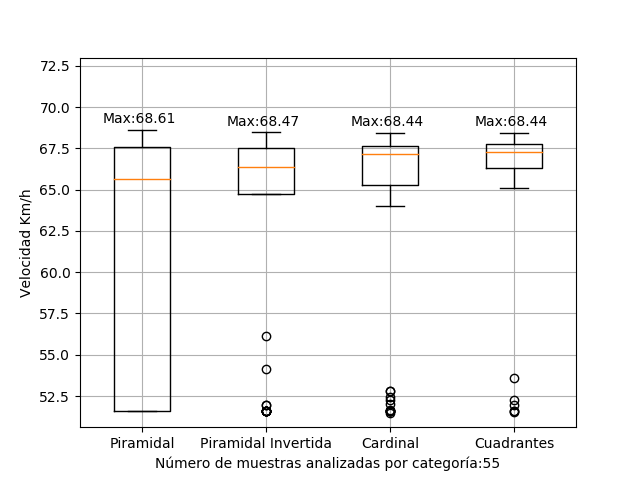 72.5
70.0
67.5
65.0
62.5
60.0
57.5
55.0
52.5
Velocidad Km/h
Max:68.61
Max:68.47
Max:68.44
Max:68.44
Piramidal
Piramidal Invertida
Cardinal
Cuadrantes
Número de muestras analizadas por categoría:55